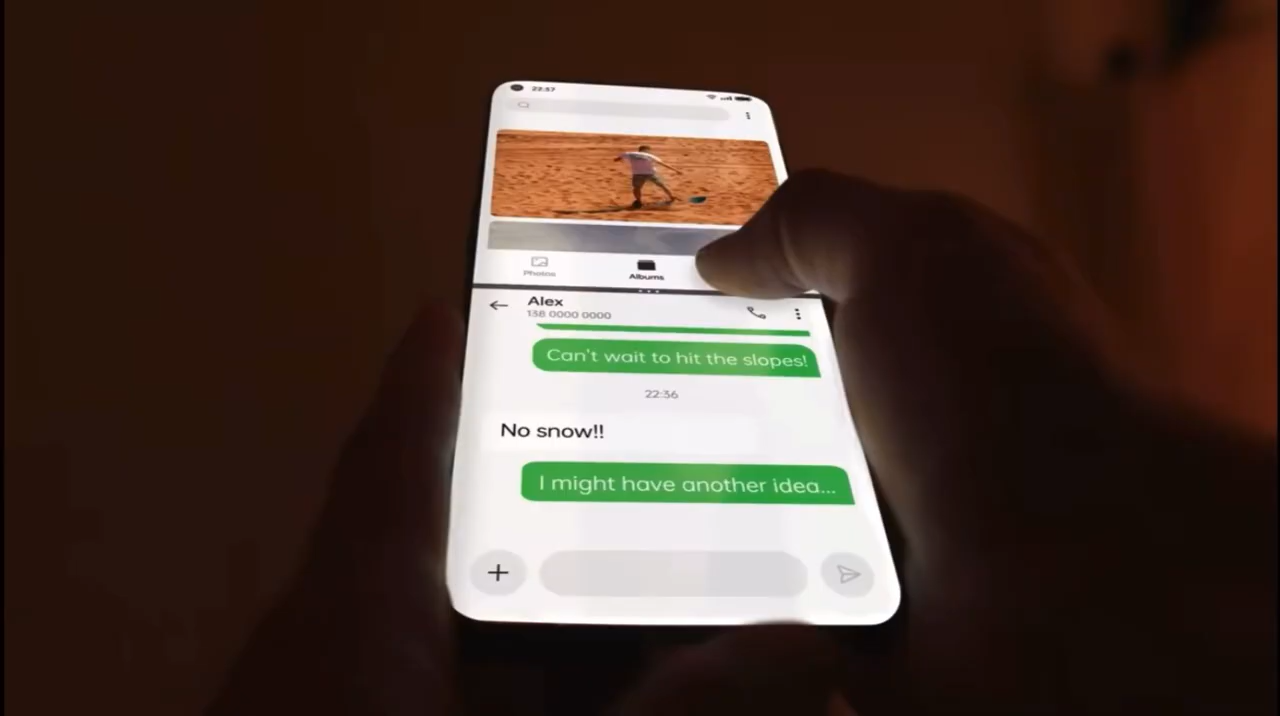 22:37
Photos
Albums
Alex
138 0000 0000
Can't wait to hit the slopes!
22:36
No snow!!
I might have another idea...